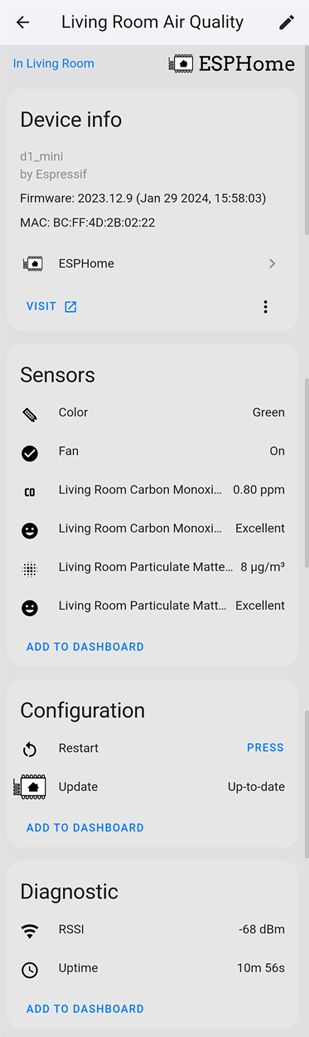 Living Room Air Quality
In Living Room
ESPHome
Device info
d1_mini
by Espressif
Firmware: 2023.12.9 (Jan 29 2024, 15:58:03)
MAC: BC:FF:4D:2B:02:22
ESPHome
VISIT
Sensors
Color Green
Fan On
CO Living Room Carbon Monoxi... 0.80 ppm
Living Room Carbon Monoxi... Excellent
Living Room Particulate Matte... 8 µg/m³
Living Room Particulate Matt... Excellent
ADD TO DASHBOARD
Configuration
Restart PRESS
Update Up-to-date
ADD TO DASHBOARD
Diagnostic
RSSI -68 dBm
Uptime 10m 56s
ADD TO DASHBOARD